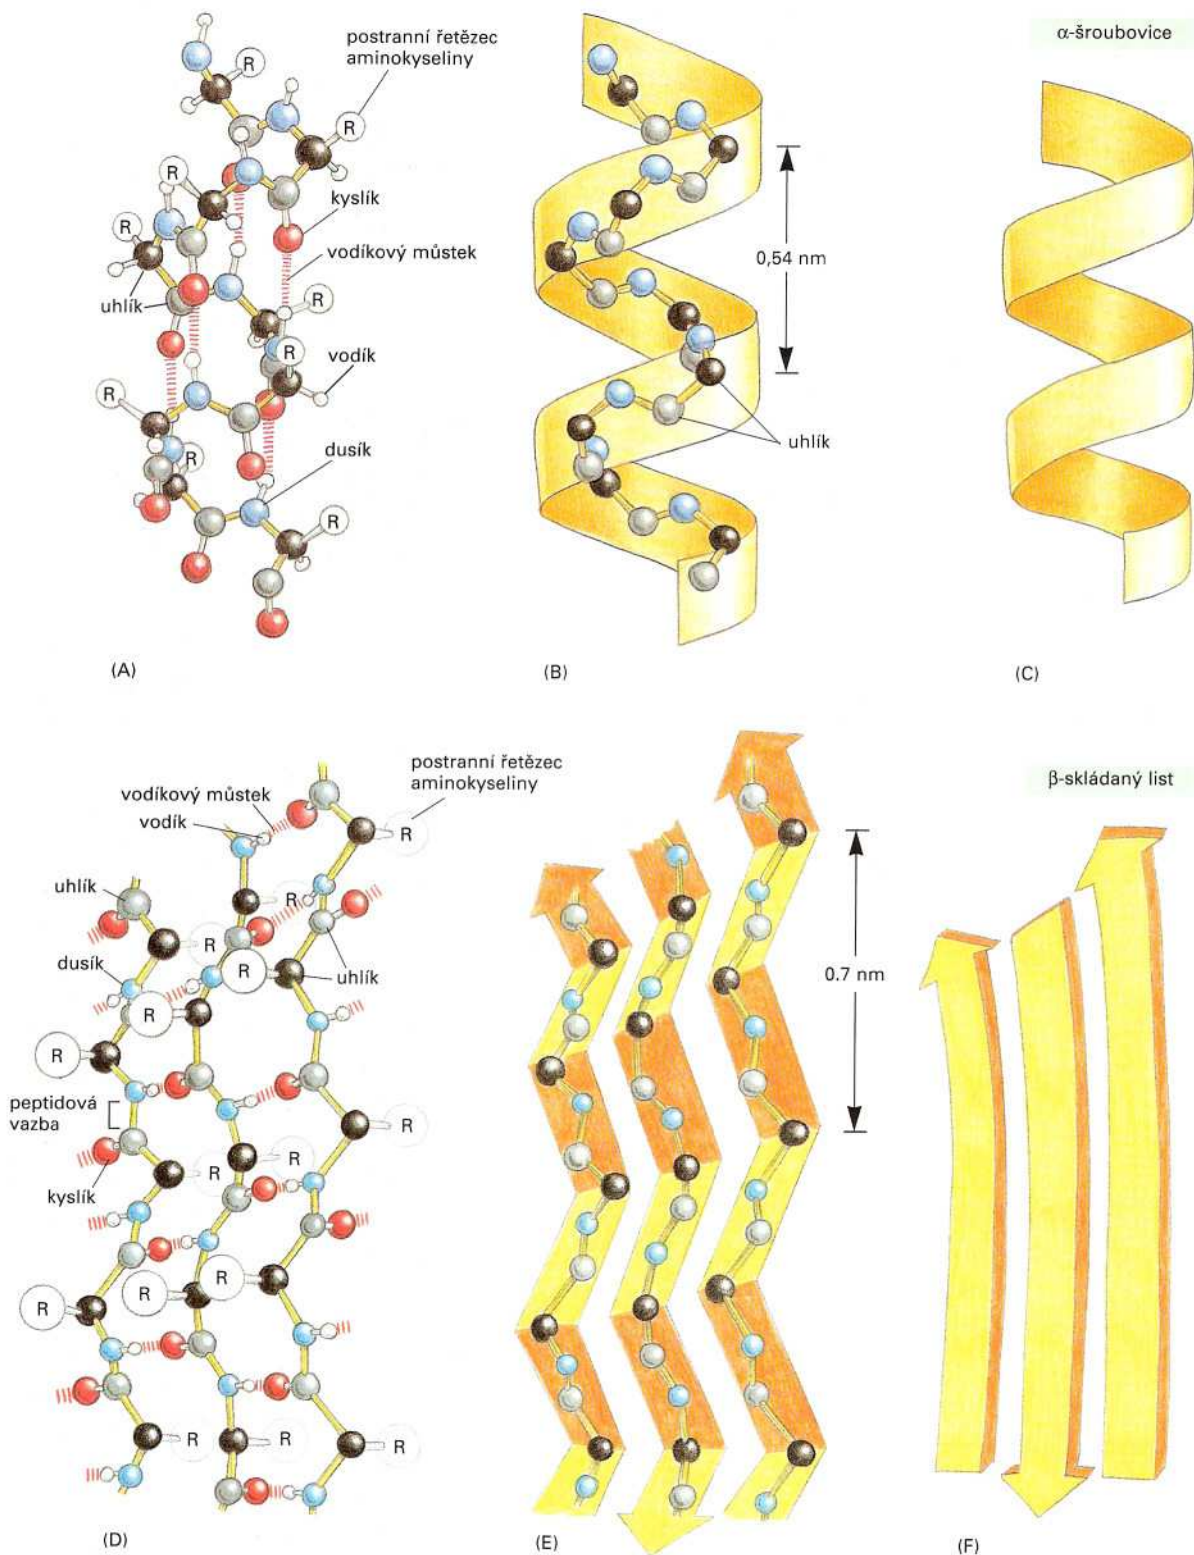 α-šroubovice
postranní řetězec
aminokyseliny
R
R
R
kyslík
R
vodíkový můstek
uhlík
R
R
vodík
R
dusík
R
R
0,54 nm
uhlík
(A)
(B)
(C)
β-skládaný list
postranní řetězec
aminokyseliny
vodíkový můstek
vodík
R
uhlík
R
R
dusík
R
uhlík
R
R
R
peptidová
vazba
R
R
kyslík
R
R
R
R
R
R
R
0.7 nm
(D)
(E)
(F)